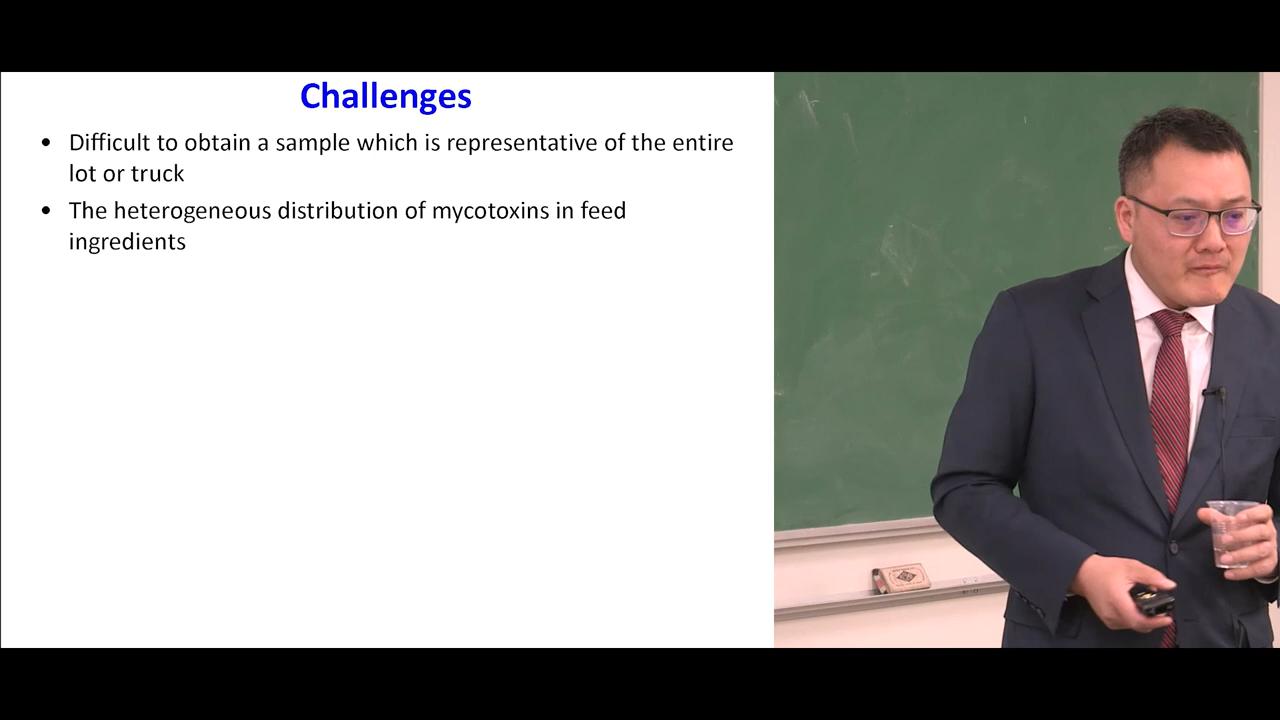 Challenges
• Difficult to obtain a sample which is representative of the entire
lot or truck
• The heterogeneous distribution of mycotoxins in feed
ingredients